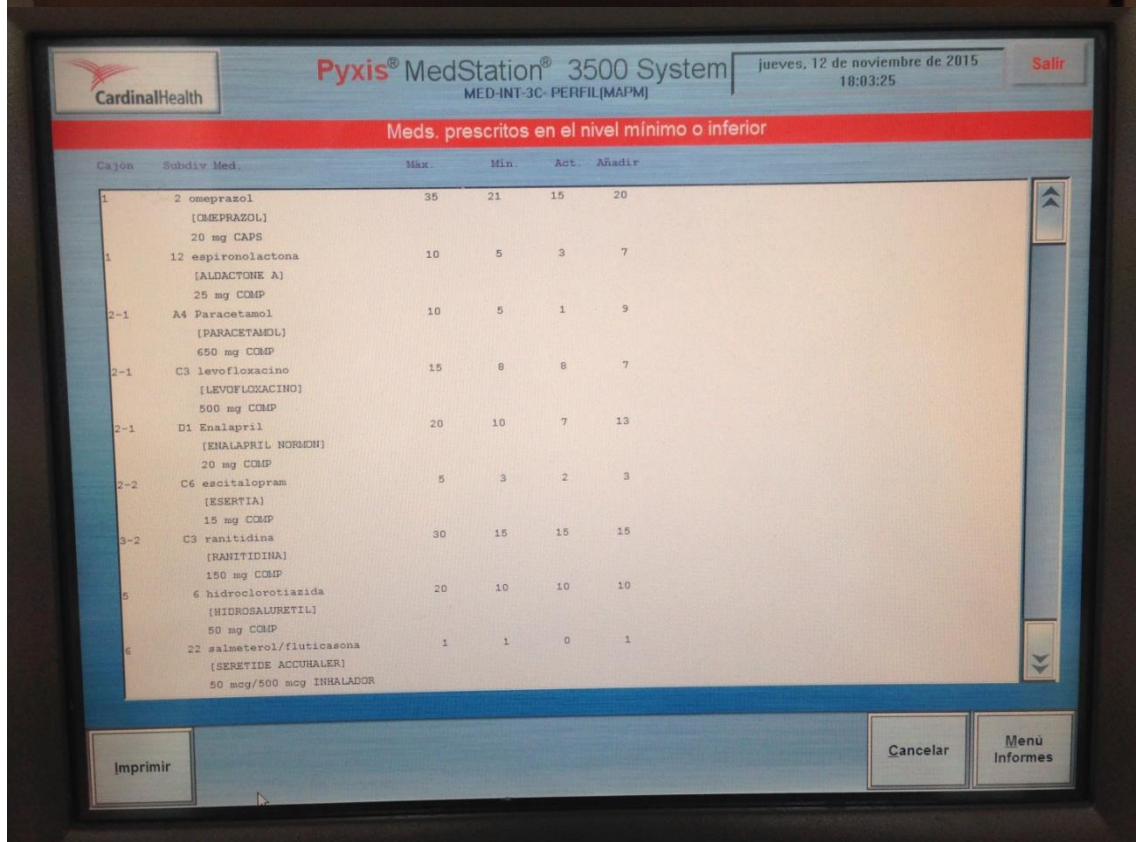 CardinalHealth
Pyxis® MedStation® 3500 System
MED-INT-3C- PERFIL[MAPM]
jueves, 12 de noviembre de 2015
18:03:25
Salir
Meds. prescritos en el nivel mínimo o inferior
Cajón Subdiv Med. Máx. Mín. Act. Añadir
1 2 omeprazol 35 21 15 20
[OMEPRAZOL]
20 mg CAPS
1 12 espironolactona 10 5 3 7
[ALDACTONE A]
25 mg COMP
2-1 A4 Paracetamol 10 5 1 9
[PARACETAMOL]
650 mg COMP
2-1 C3 levofloxacino 15 8 8 7
[LEVOFLOXACINO]
500 mg COMP
2-1 D1 Enalapril 20 10 7 13
[ENALAPRIL NORMON]
20 mg COMP
2-2 C6 escitalopram 5 3 2 3
[ESERTIA]
15 mg COMP
3-2 C3 ranitidina 30 15 15 15
[RANITIDINA]
150 mg COMP
5 6 hidroclorotiazida 20 10 10 10
[HIDROSALURETIL]
50 mg COMP
6 22 salmeterol/fluticasona 1 1 0 1
[SERETIDE ACCUHALER]
50 mcg/500 mcg INHALADOR
Imprimir
Cancelar
Menú
Informes